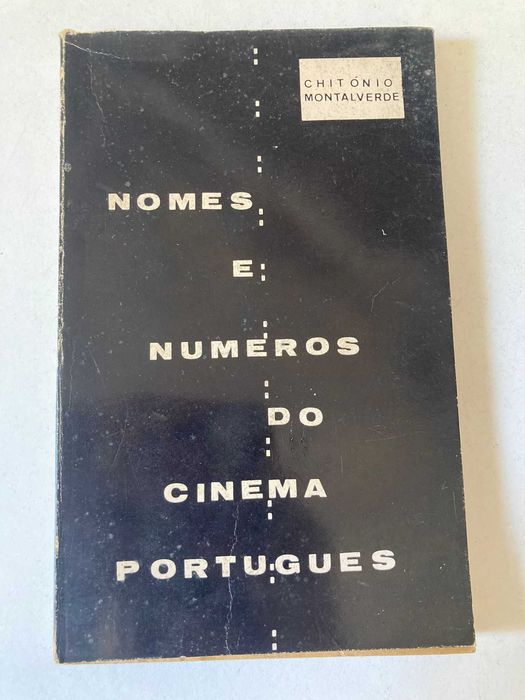 CHITÓNIO
MONTALVERDE
NOMES
E
NUMEROS
DO
CINEMA
PORTUGUES